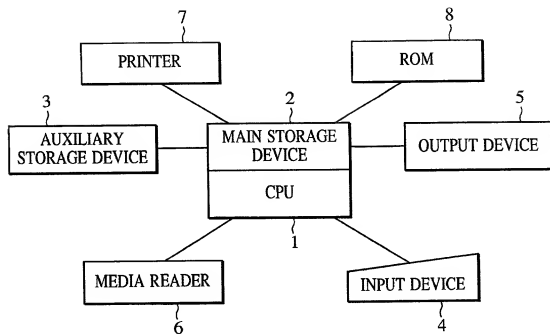 7
8
PRINTER
ROM
3
2
5
AUXILIARY
STORAGE DEVICE
MAIN STORAGE
DEVICE
OUTPUT DEVICE
CPU
1
MEDIA READER
INPUT DEVICE
6
4